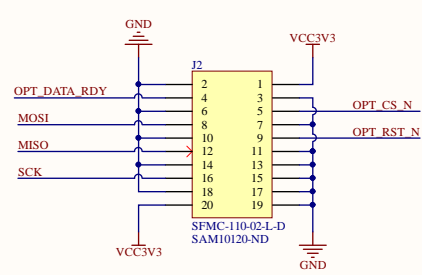 GND
VCC3V3
J2
2 1
OPT_DATA_RDY 4 3
6 5 OPT_CS_N
MOSI 8 7
10 9 OPT_RST_N
MISO 12 11
14 13
SCK 16 15
18 17
20 19
SFMC-110-02-L-D
SAM10120-ND
VCC3V3
GND